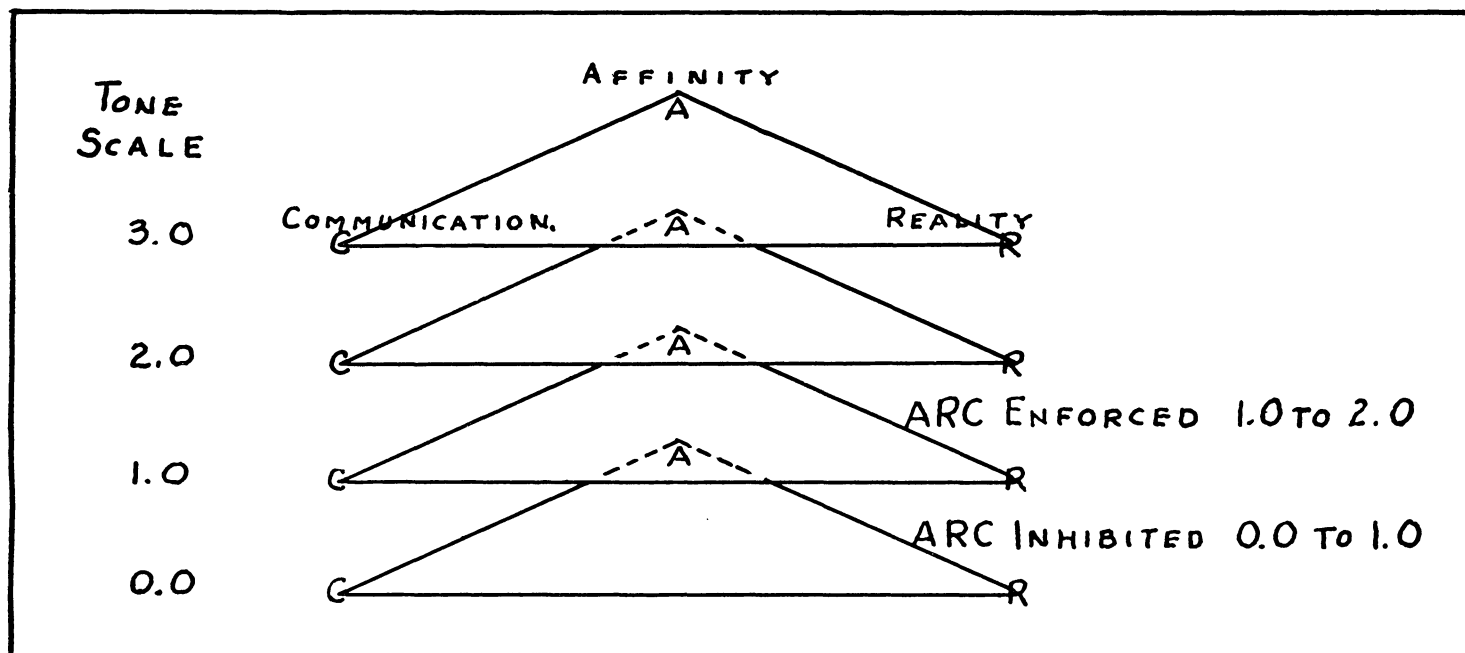 TONE
SCALE
AFFINITY
A
3.0
COMMUNICATION.
A
REALITY
C
R
2.0
C
A
R
ARC ENFORCED 1.0 TO 2.0
1.0
C
A
R
ARC INHIBITED 0.0 TO 1.0
0.0
C
R